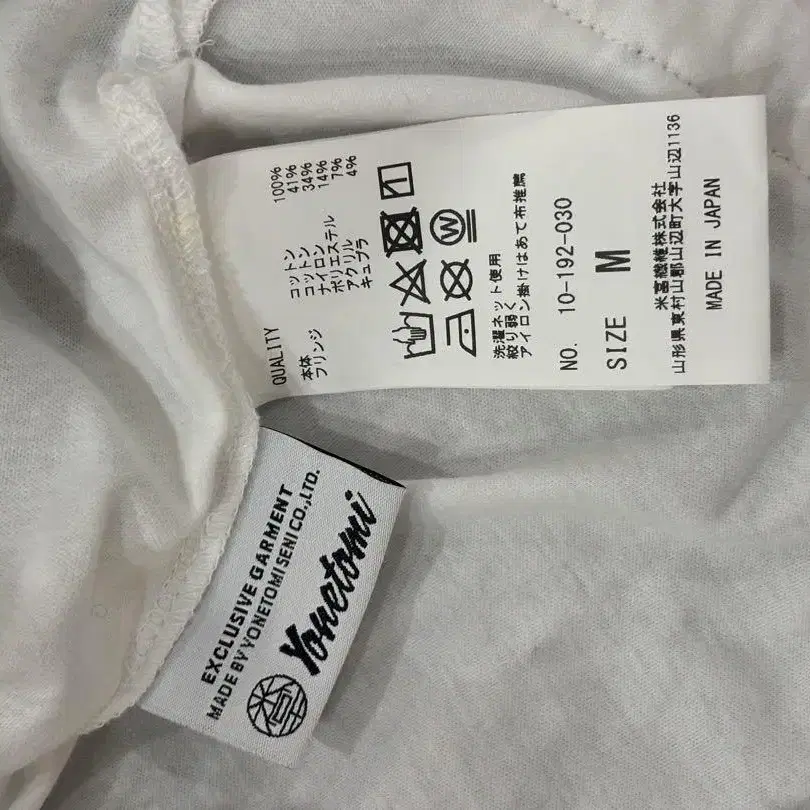 QUALITY
本体 コットン 100%
フリンジ コットン 41%
ナイロン 34%
ポリエステル 14%
アクリル 7%
キュプラ 4%
W
洗濯ネット使用
絞り弱く
アイロン掛けはあて布推薦
NO. 10-192-030
SIZE M
米富繊維株式会社
山形県東村山郡山辺町大字山辺1136
MADE IN JAPAN
EXCLUSIVE GARMENT
MADE BY YONETOMI SENI CO.,LTD.
Yonetomi